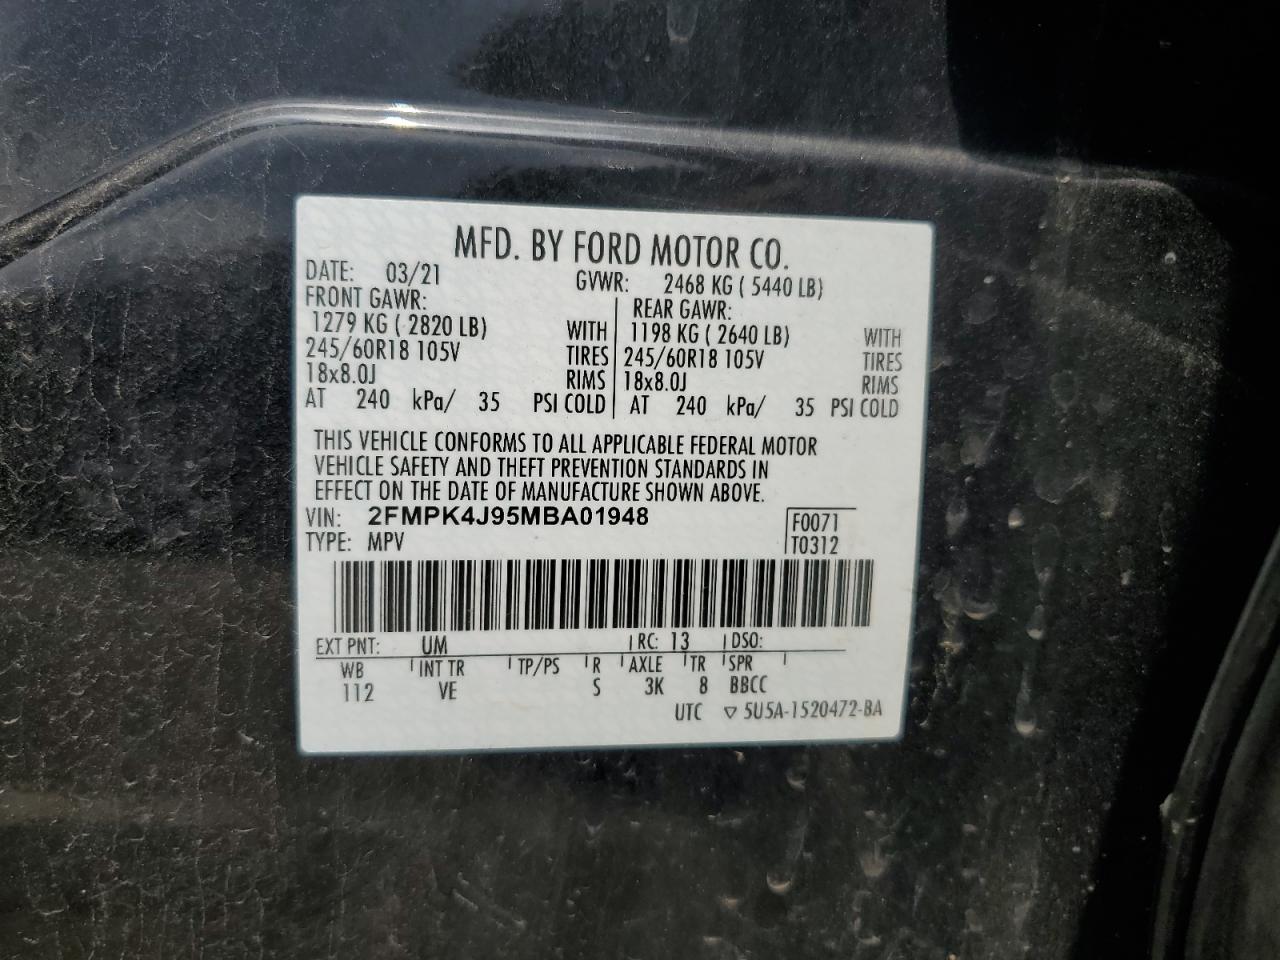 MFD. BY FORD MOTOR CO.
DATE: 03/21 GVWR: 2468 KG ( 5440 LB)
FRONT GAWR: REAR GAWR:
1279 KG ( 2820 LB) WITH 1198 KG ( 2640 LB) WITH
245/60R18 105V TIRES 245/60R18 105V TIRES
18x8.0J RIMS 18x8.0J RIMS
AT 240 kPa/ 35 PSI COLD AT 240 kPa/ 35 PSI COLD
THIS VEHICLE CONFORMS TO ALL APPLICABLE FEDERAL MOTOR
VEHICLE SAFETY AND THEFT PREVENTION STANDARDS IN
EFFECT ON THE DATE OF MANUFACTURE SHOWN ABOVE.
VIN: 2FMPK4J95MBA01948 F0071
TYPE: MPV T0312
EXT PNT: UM RC: 13 DSO:
WB INT TR TP/PS R AXLE TR SPR
112 VE S 3K 8 BBCC
UTC ▽ 5U5A-1520472-BA